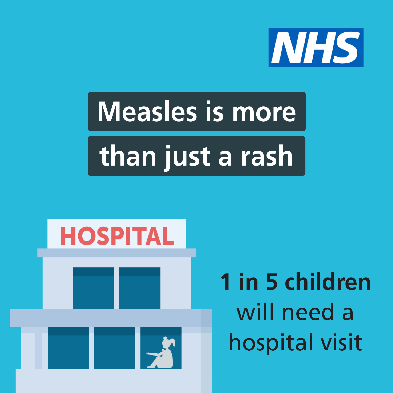 NHS
Measles is more
than just a rash
HOSPITAL
1 in 5 children
will need a
hospital visit